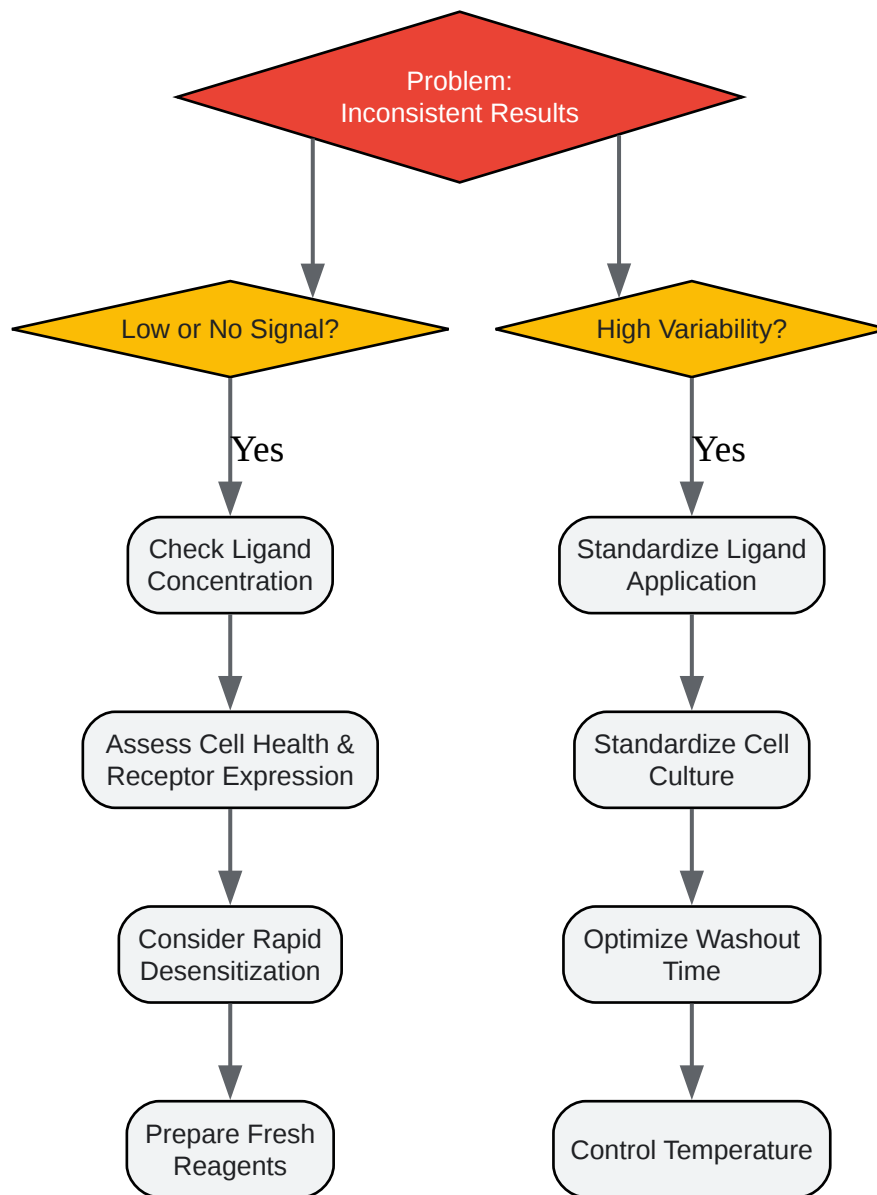 Problem:
Inconsistent Results
Low or No Signal?
High Variability?
Yes
Yes
Check Ligand
Concentration
Standardize Ligand
Application
Assess Cell Health &
Receptor Expression
Standardize Cell
Culture
Consider Rapid
Desensitization
Optimize Washout
Time
Prepare Fresh
Reagents
Control Temperature